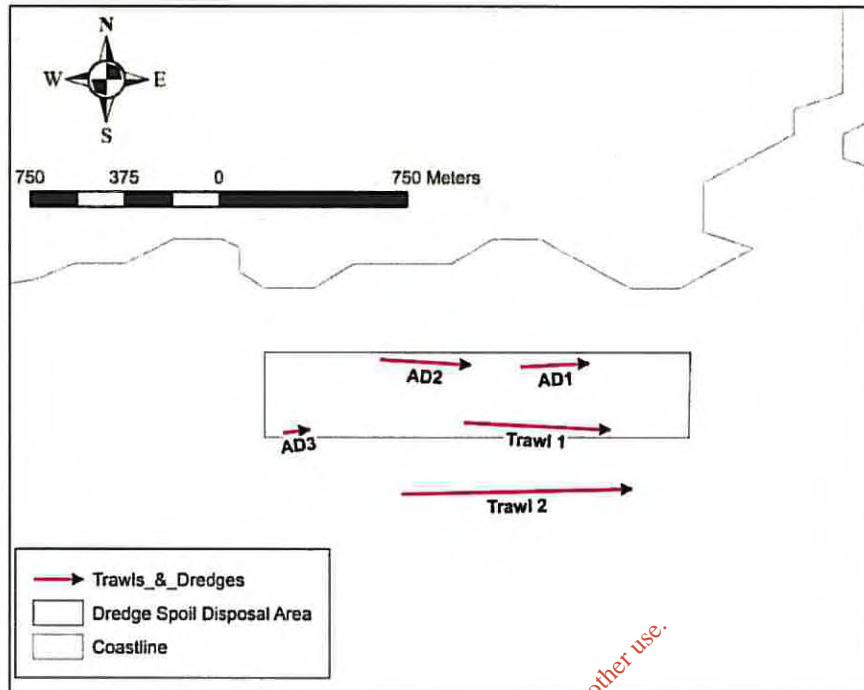 N
W E
S
750 375 0 750 Meters
AD2 AD1
AD3 Trawl 1
Trawl 2
Trawls_&_Dredges
Dredge Spoil Disposal Area
Coastline
other use.